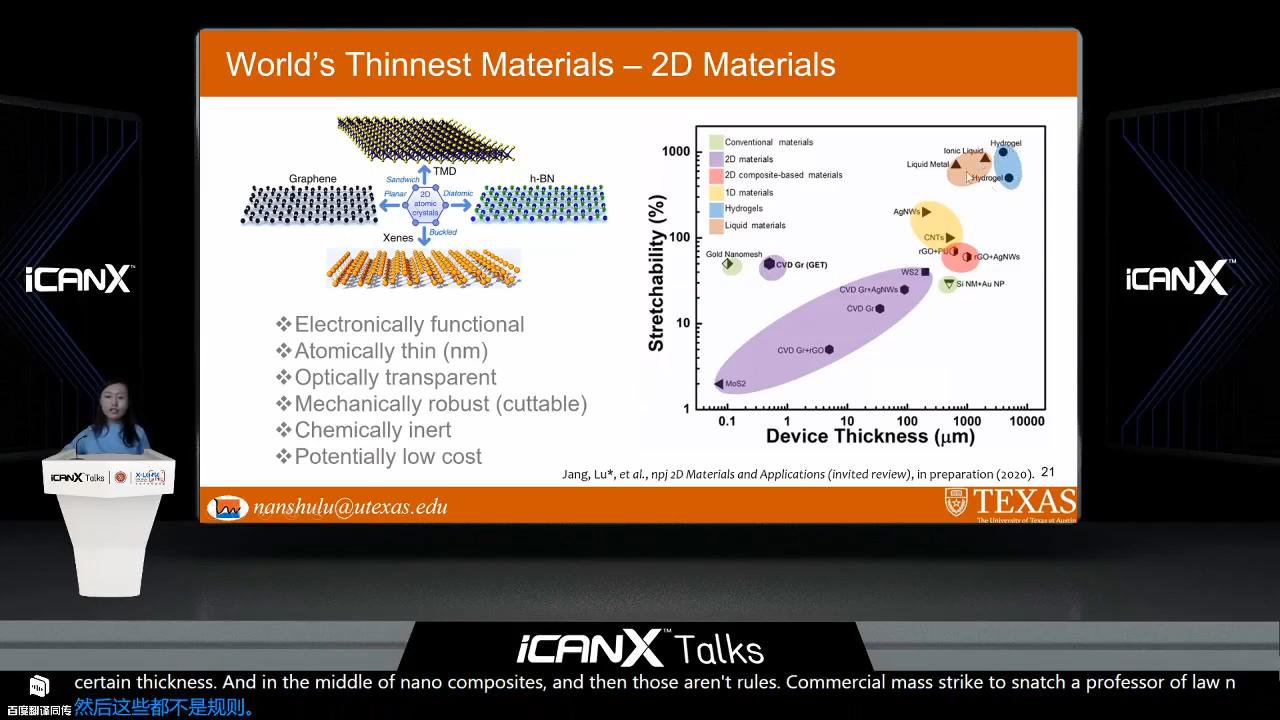 World's Thinnest Materials – 2D Materials
TMD
Graphene
h-BN
Sandwich
Planar
Diatomic
2D
atomic
crystals
Buckled
Xenes
❖Electronically functional
❖Atomically thin (nm)
❖Optically transparent
❖Mechanically robust (cuttable)
❖Chemically inert
❖Potentially low cost
Stretchability (%)
1000
100
10
1
Conventional materials
2D materials
2D composite-based materials
1D materials
Hydrogels
Liquid materials
Hydrogel
Ionic Liquid
Liquid Metal
Hydrogel
AgNWs
CNTs
rGO+PU
rGO+AgNWs
Gold Nanomesh
CVD Gr (GET)
WS2
Si NM+Au NP
CVD Gr+AgNWs
CVD Gr
CVD Gr+rGO
MoS2
0.1 1 10 100 1000 10000
Device Thickness (μm)
Jang, Lu*, et al., npj 2D Materials and Applications (invited review), in preparation (2020). 21
nanshulu@utexas.edu
TEXAS
The University of Texas at Austin
iCANX™
iCANX™
iCANX Talks
iCANX™ Talks
certain thickness. And in the middle of nano composites, and then those aren't rules. Commercial mass strike to snatch a professor of law n
百度翻译同传
然后这些都不是规则。